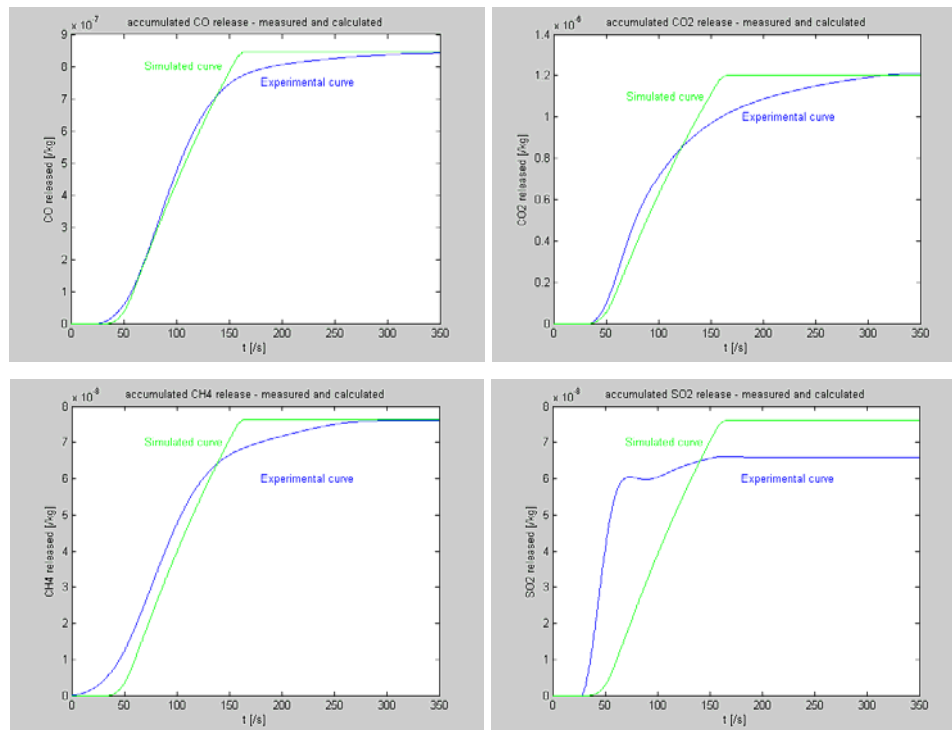 accumulated CO release - measured and calculated
x 10^-7
9
8
7
6
5
4
3
2
1
0
CO released [/kg]
Simulated curve
Experimental curve
0 50 100 150 200 250 300 350
t [/s]
accumulated CO2 release - measured and calculated
x 10^-6
1.4
1.2
1
0.8
0.6
0.4
0.2
0
CO2 released [/kg]
Simulated curve
Experimental curve
0 50 100 150 200 250 300 350
t [/s]
accumulated CH4 release - measured and calculated
x 10^-8
8
7
6
5
4
3
2
1
0
CH4 released [/kg]
Simulated curve
Experimental curve
0 50 100 150 200 250 300 350
t [/s]
accumulated SO2 release - measured and calculated
x 10^-8
8
7
6
5
4
3
2
1
0
SO2 released [/kg]
Simulated curve
Experimental curve
0 50 100 150 200 250 300 350
t [/s]